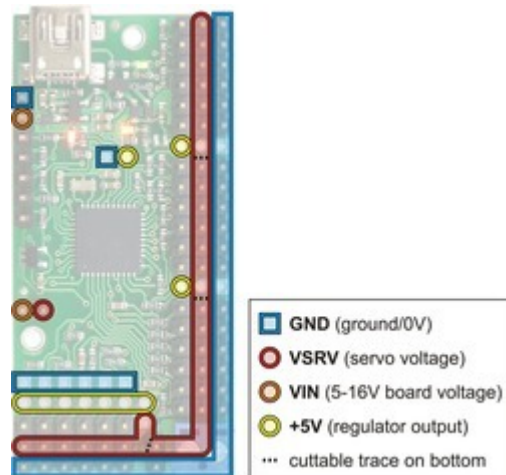 GND (ground/0V)
VSRV (servo voltage)
VIN (5-16V board voltage)
+5V (regulator output)
cuttable trace on bottom